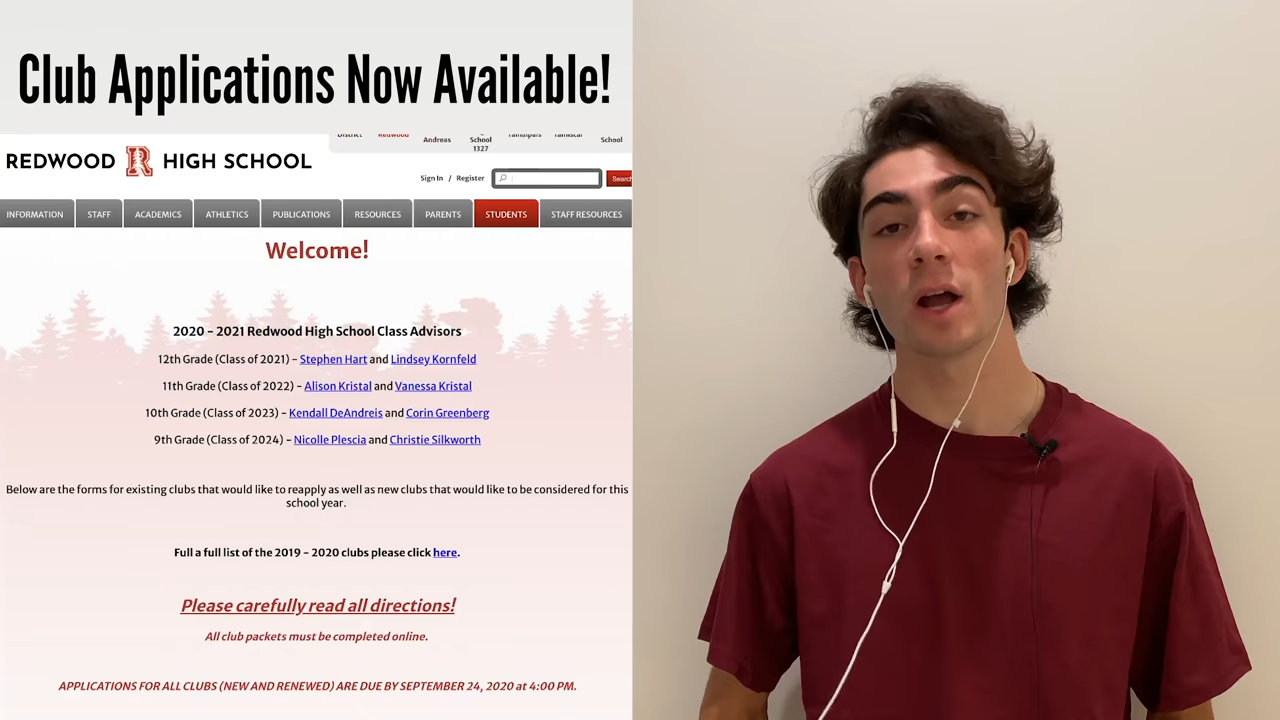 Club Applications Now Available!
District Redwood Andreas School 1327 Tamalpais Tamiscal School
REDWOOD R HIGH SCHOOL
Sign In / Register Search
INFORMATION STAFF ACADEMICS ATHLETICS PUBLICATIONS RESOURCES PARENTS STUDENTS STAFF RESOURCES
Welcome!
2020 - 2021 Redwood High School Class Advisors
12th Grade (Class of 2021) - Stephen Hart and Lindsey Kornfeld
11th Grade (Class of 2022) - Alison Kristal and Vanessa Kristal
10th Grade (Class of 2023) - Kendall DeAndreis and Corin Greenberg
9th Grade (Class of 2024) - Nicolle Plescia and Christie Silkworth
Below are the forms for existing clubs that would like to reapply as well as new clubs that would like to be considered for this
school year.
Full a full list of the 2019 - 2020 clubs please click here.
Please carefully read all directions!
All club packets must be completed online.
APPLICATIONS FOR ALL CLUBS (NEW AND RENEWED) ARE DUE BY SEPTEMBER 24, 2020 at 4:00 PM.